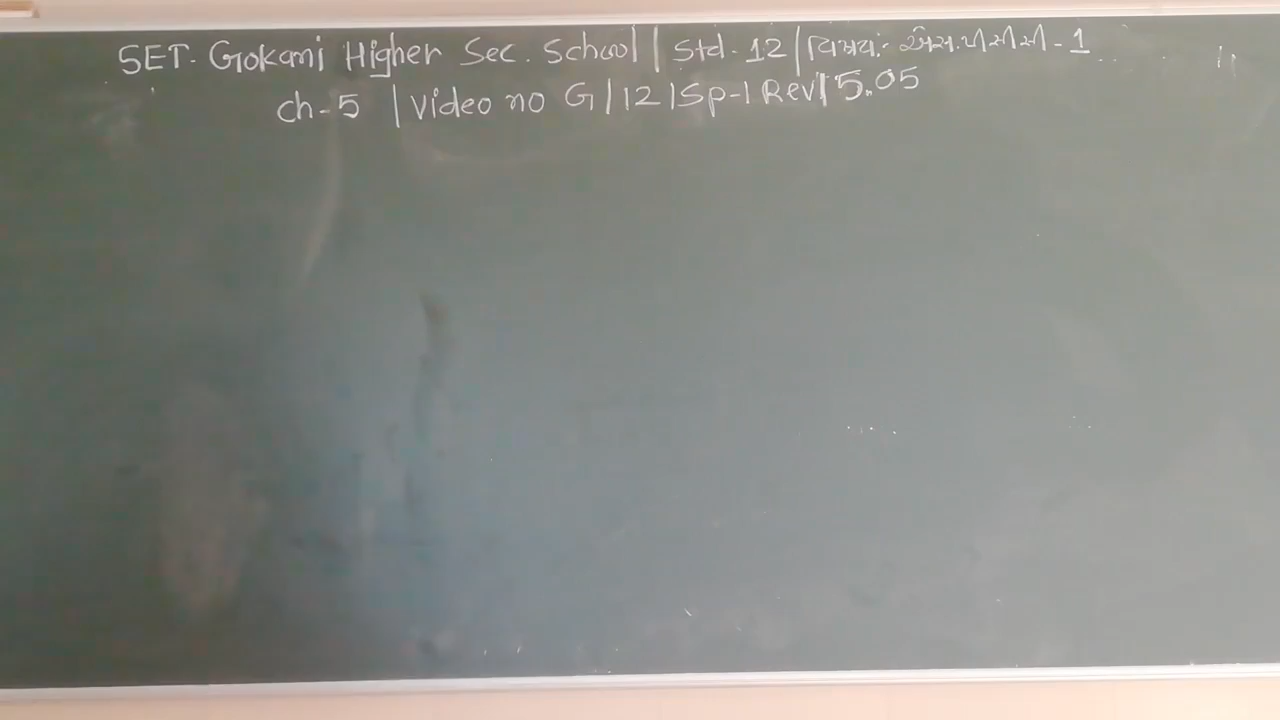 SET. Gokani Higher Sec. School | Std-12 | વિષય:- એસ.પી.સી.સી-1
ch-5 | Video no G/12/Sp-1 Rev/5.05